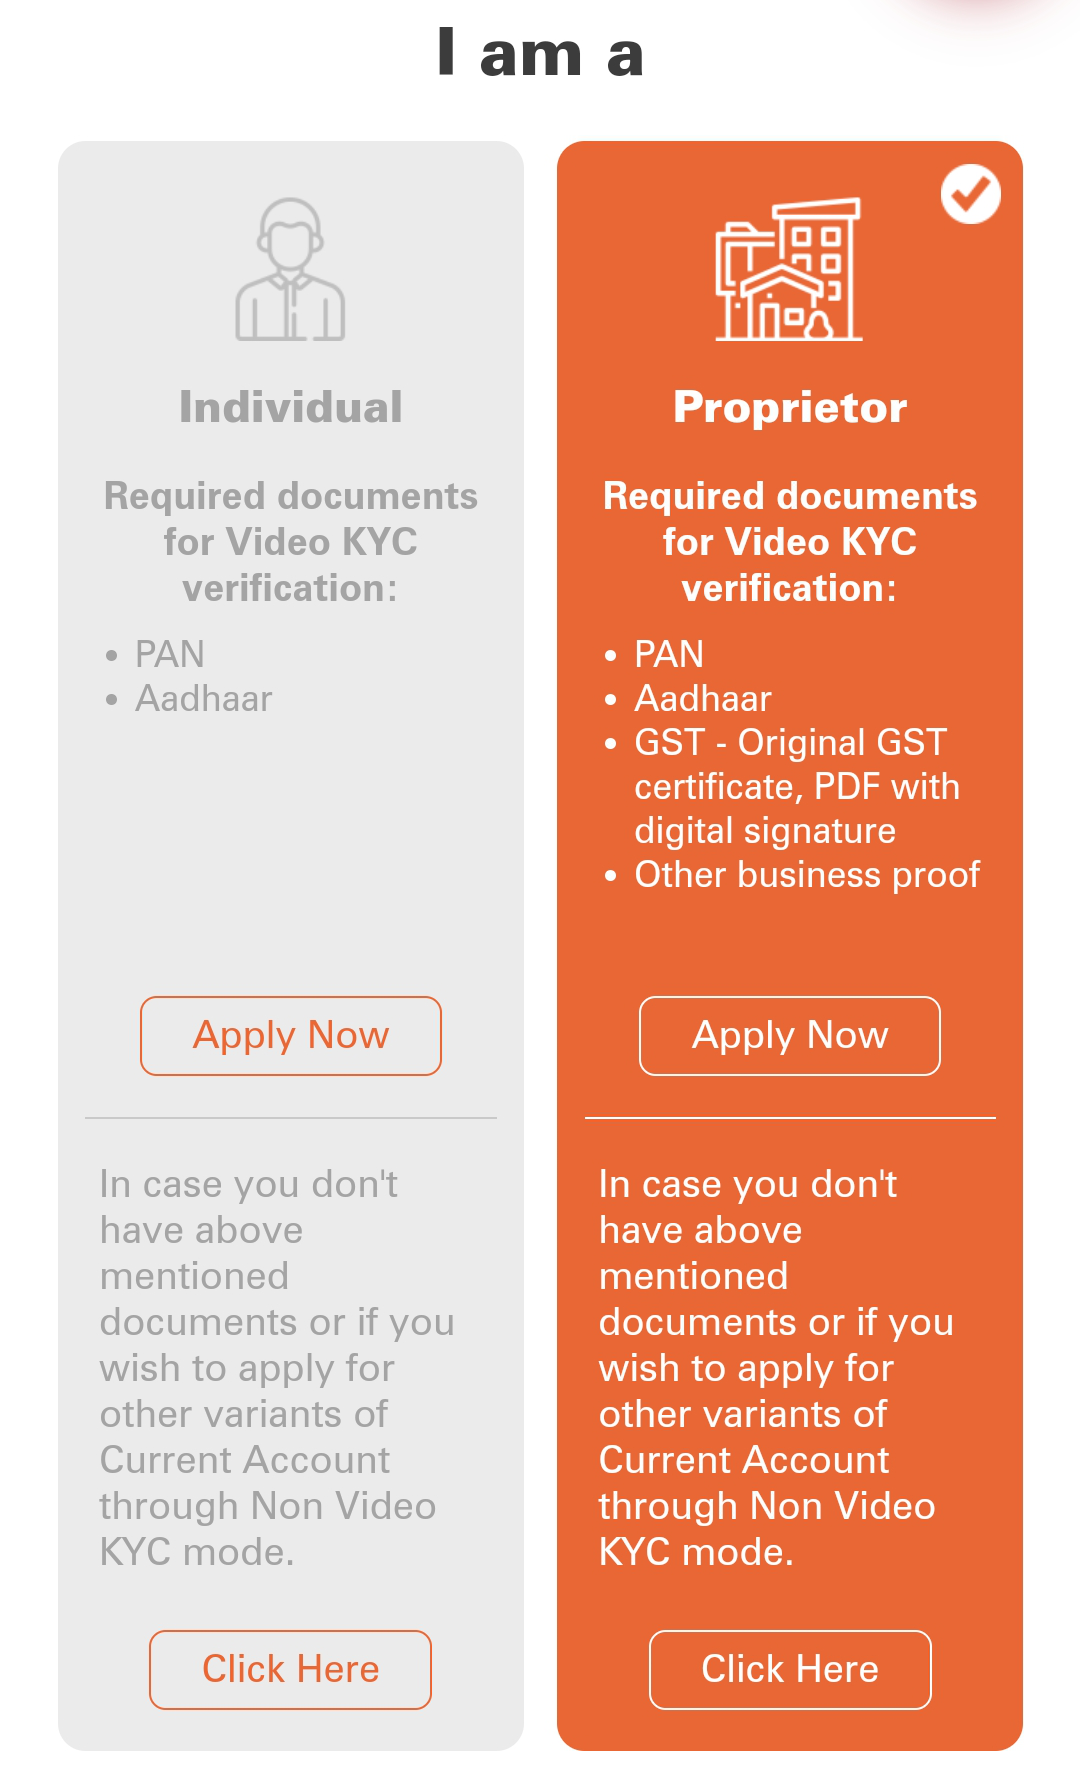 I am a
Individual
Required documents
for Video KYC
verification:
• PAN
• Aadhaar
Apply Now
In case you don't
have above
mentioned
documents or if you
wish to apply for
other variants of
Current Account
through Non Video
KYC mode.
Click Here
Proprietor
Required documents
for Video KYC
verification:
• PAN
• Aadhaar
• GST - Original GST
certificate, PDF with
digital signature
• Other business proof
Apply Now
In case you don't
have above
mentioned
documents or if you
wish to apply for
other variants of
Current Account
through Non Video
KYC mode.
Click Here